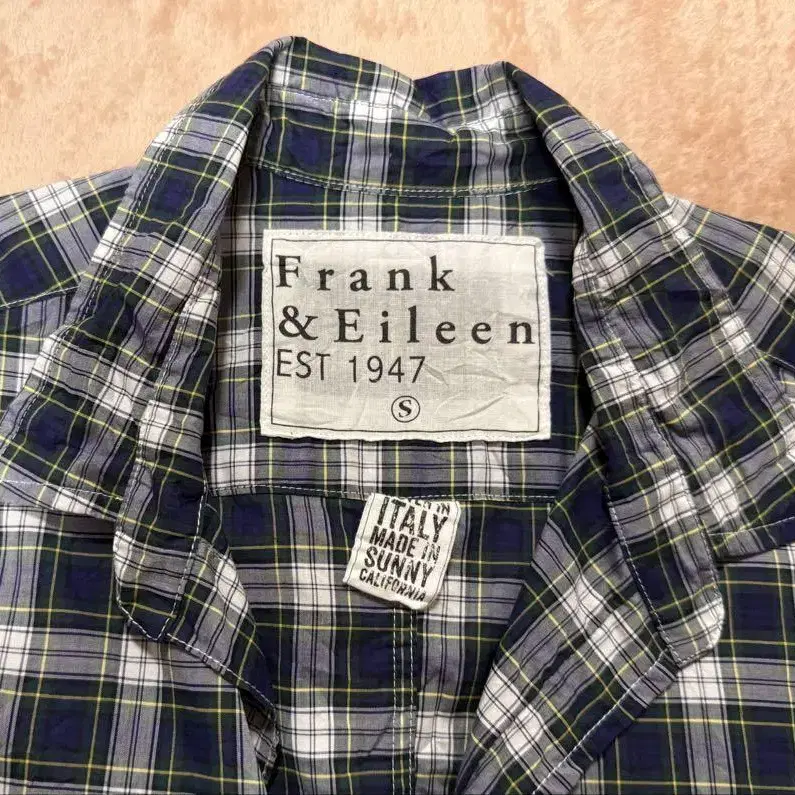 Frank
& Eileen
EST 1947
S
ITALY
MADE IN
SUNNY
CALIFORNIA